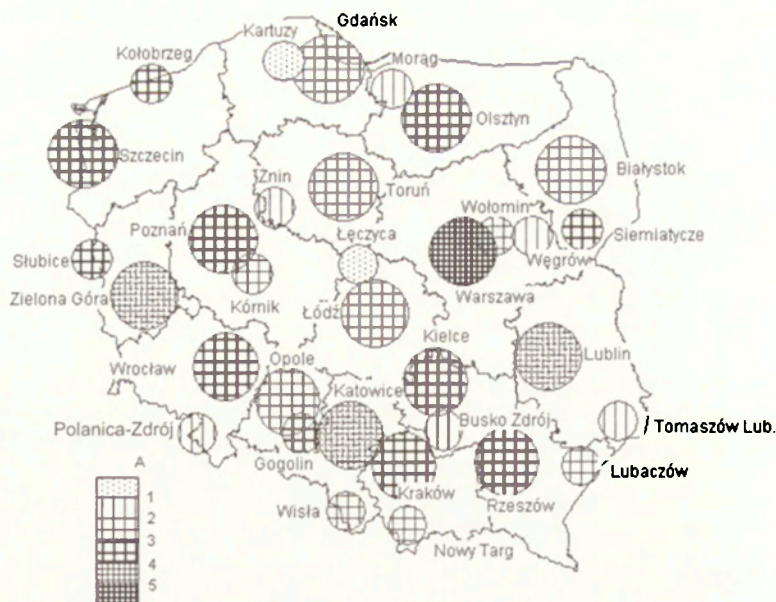 Gdańsk
Kartuzy
Kołobrzeg
Morąg
Szczecin
Olsztyn
Białystok
Żnin
Toruń
Wołomin
Poznań
Łęczyca
Siemiatycze
Słubice
Węgrów
Zielona Góra
Kórnik
Łódź
Warszawa
Kielce
Wrocław
Opole
Katowice
Lublin
Polanica-Zdrój
Busko Zdrój
Tomaszów Lub.
Gogolin
Lubaczów
Kraków
Rzeszów
Wisła
Nowy Targ
A
1
2
3
4
5